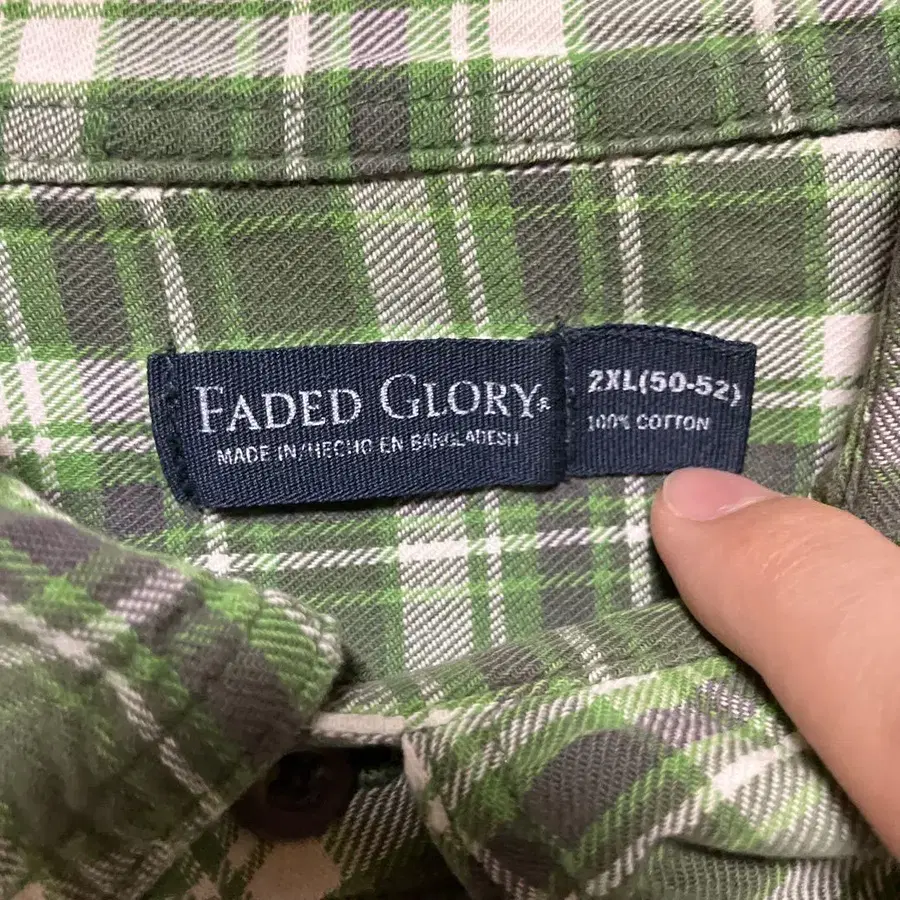 FADED GLORY®
MADE IN/HECHO EN BANGLADESH
2XL(50-52)
100% COTTON